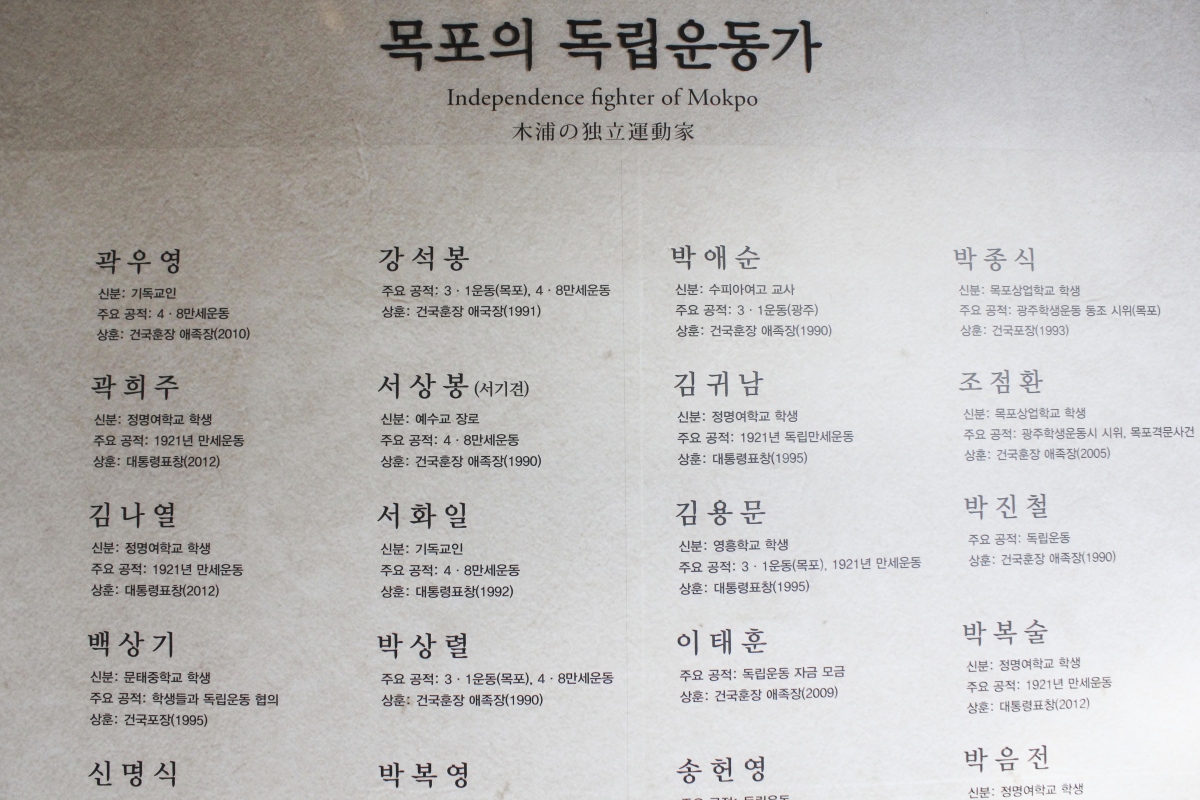 목포의 독립운동가
Independence fighter of Mokpo
木浦の独立運動家
곽우영
신분: 기독교인
주요 공적: 4 · 8만세운동
상훈: 건국훈장 애족장(2010)
곽희주
신분: 정명여학교 학생
주요 공적: 1921년 만세운동
상훈: 대통령표창(2012)
김나열
신분: 정명여학교 학생
주요 공적: 1921년 만세운동
상훈: 대통령표창(2012)
백상기
신분: 문태중학교 학생
주요 공적: 학생들과 독립운동 협의
상훈: 건국포장(1995)
신명식
강석봉
주요 공적: 3 · 1운동(목포), 4 · 8만세운동
상훈: 건국훈장 애국장(1991)
서상봉 (서기견)
신분: 예수교 장로
주요 공적: 4 · 8만세운동
상훈: 건국훈장 애족장(1990)
서화일
신분: 기독교인
주요 공적: 4 · 8만세운동
상훈: 대통령표창(1992)
박상렬
주요 공적: 3 · 1운동(목포), 4 · 8만세운동
상훈: 건국훈장 애족장(1990)
박복영
박애순
신분: 수피아여고 교사
주요 공적: 3 · 1운동(광주)
상훈: 건국훈장 애족장(1990)
김귀남
신분: 정명여학교 학생
주요 공적: 1921년 독립만세운동
상훈: 대통령표창(1995)
김용문
신분: 영흥학교 학생
주요 공적: 3 · 1운동(목포), 1921년 만세운동
상훈: 대통령표창(1995)
이태훈
주요 공적: 독립운동 자금 모금
상훈: 건국훈장 애족장(2009)
송헌영
박종식
신분: 목포상업학교 학생
주요 공적: 광주학생운동 동조 시위(목포)
상훈: 건국포장(1993)
조점환
신분: 목포상업학교 학생
주요 공적: 광주학생운동시 시위, 목포격문사건
상훈: 건국훈장 애족장(2005)
박진철
주요 공적: 독립운동
상훈: 건국훈장 애족장(1990)
박복술
신분: 정명여학교 학생
주요 공적: 1921년 만세운동
상훈: 대통령표창(2012)
박음전
신분: 정명여학교 학생